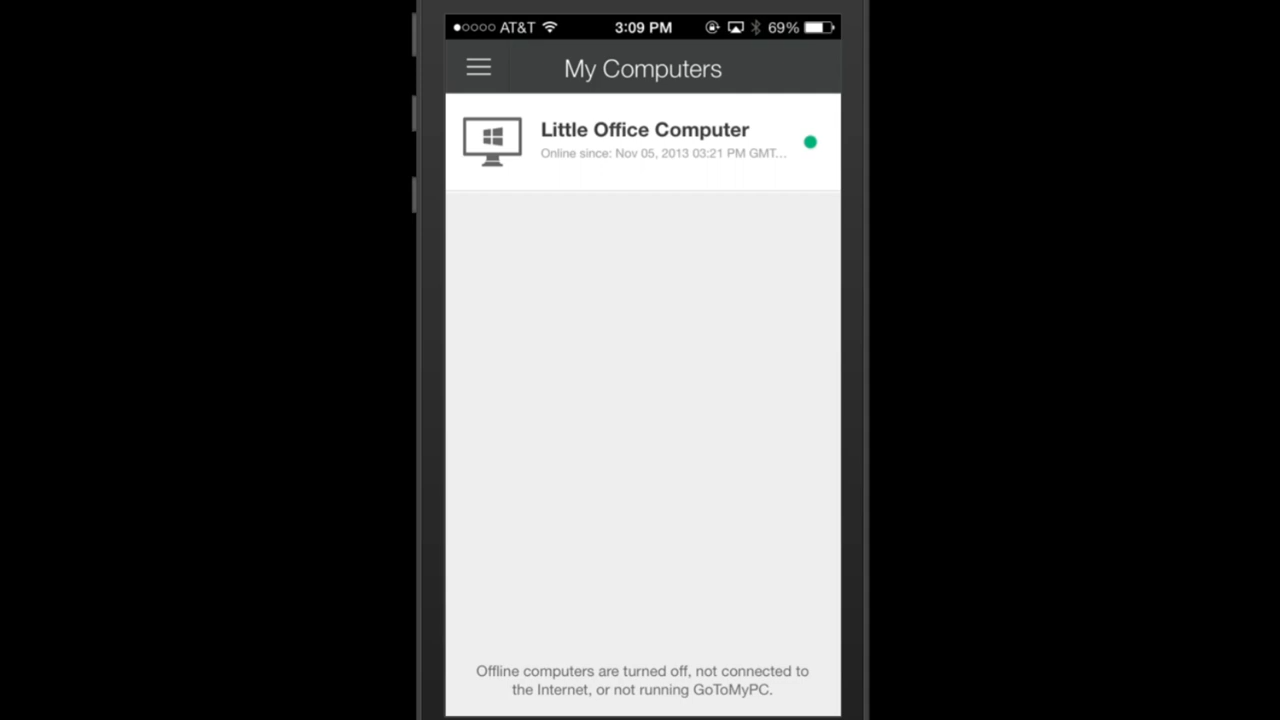 AT&T 3:09 PM 69%
My Computers
Little Office Computer
Online since: Nov 05, 2013 03:21 PM GMT...
Offline computers are turned off, not connected to
the Internet, or not running GoToMyPC.